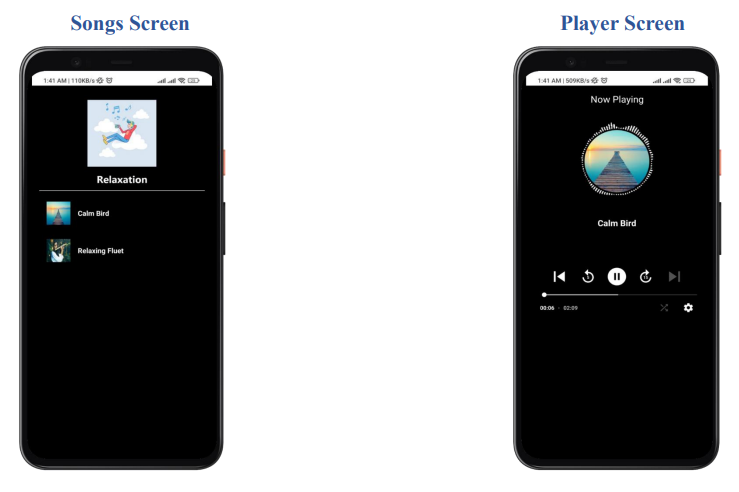 Songs Screen
Player Screen
1:41 AM | 110KB/s
Relaxation
Calm Bird
Relaxing Fluet
1:41 AM | 509KB/s
Now Playing
Calm Bird
00:06 · 02:09